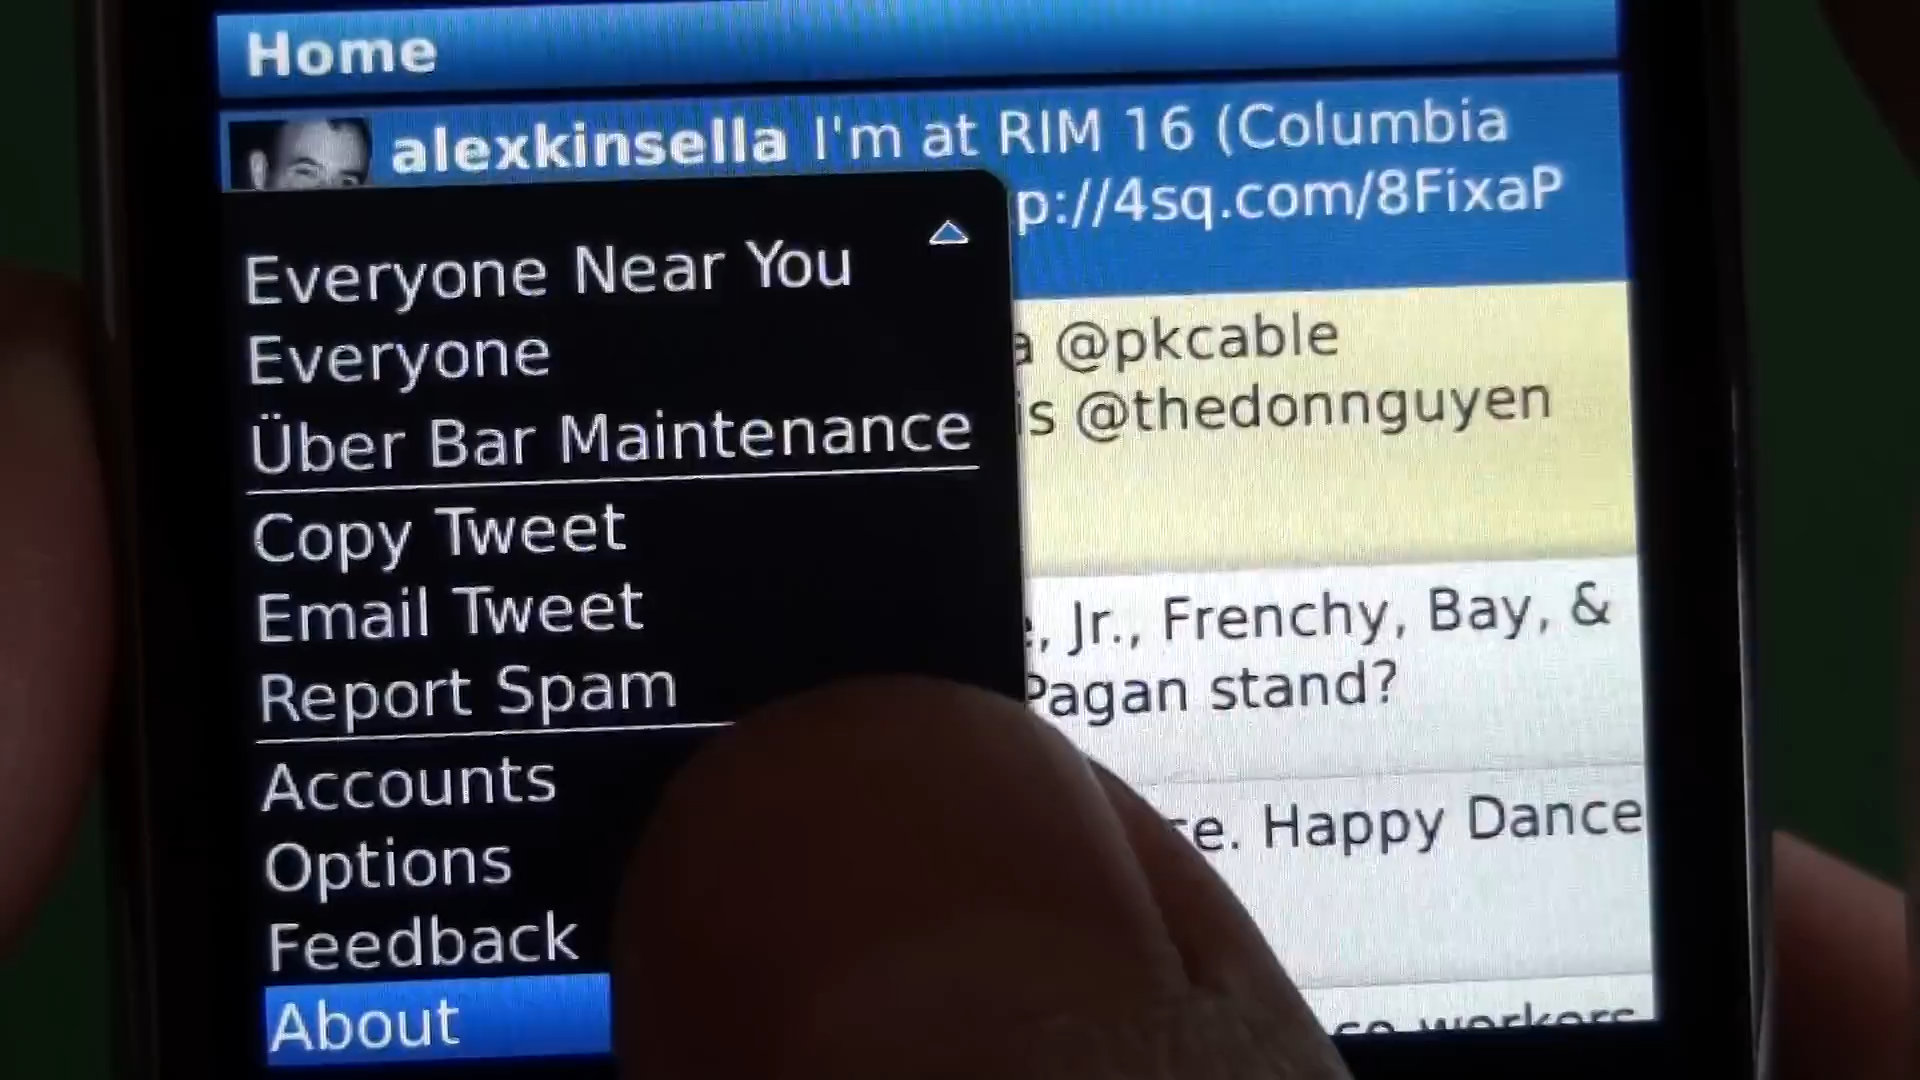 Home
alexkinsella I'm at RIM 16 (Columbia
p://4sq.com/8FixaP
Everyone Near You
Everyone
Über Bar Maintenance
Copy Tweet
Email Tweet
Report Spam
Accounts
Options
Feedback
About
@pkcable
is @thedonnguyen
, Jr., Frenchy, Bay, &
Pagan stand?
e. Happy Dance
workers